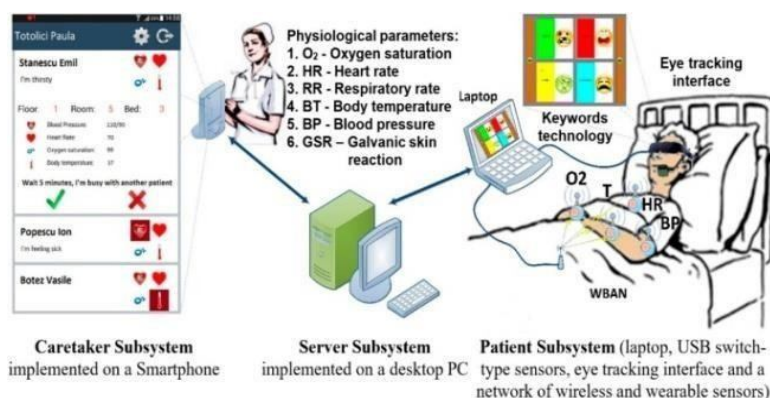 Totolici Paula
Stanescu Emil
I'm thirsty
Floor: 1 Room: 5 Bed: 3
Blood Pressure:
Heart Rate: 70
Oxygen saturation:
Body temperature: 37
Wait 5 minutes, I'm busy with another patient
Popescu Ion
I'm feeling sick
Botez Vasile
Physiological parameters:
1. O2 - Oxygen saturation
2. HR - Heart rate
3. RR - Respiratory rate
4. BT - Body temperature
5. BP - Blood pressure
6. GSR – Galvanic skin
reaction
Laptop
Keywords
technology
Eye tracking
interface
O2
T
HR
BP
WBAN
Caretaker Subsystem
implemented on a Smartphone
Server Subsystem
implemented on a desktop PC
Patient Subsystem (laptop, USB switch-
type sensors, eye tracking interface and a
network of wireless and wearable sensors)